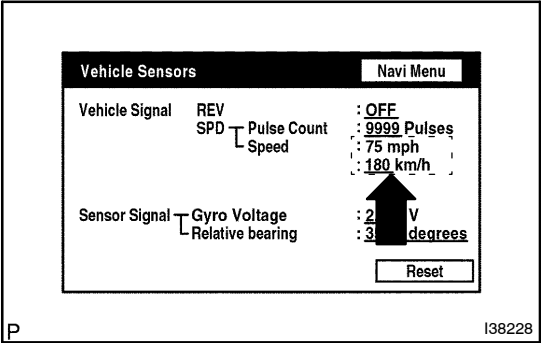 Vehicle Sensors Navi Menu
Vehicle Signal REV : OFF
SPD Pulse Count : 9999 Pulses
Speed : 75 mph
: 180 km/h
Sensor Signal Gyro Voltage : V
Relative bearing : degrees
Reset
P I38228